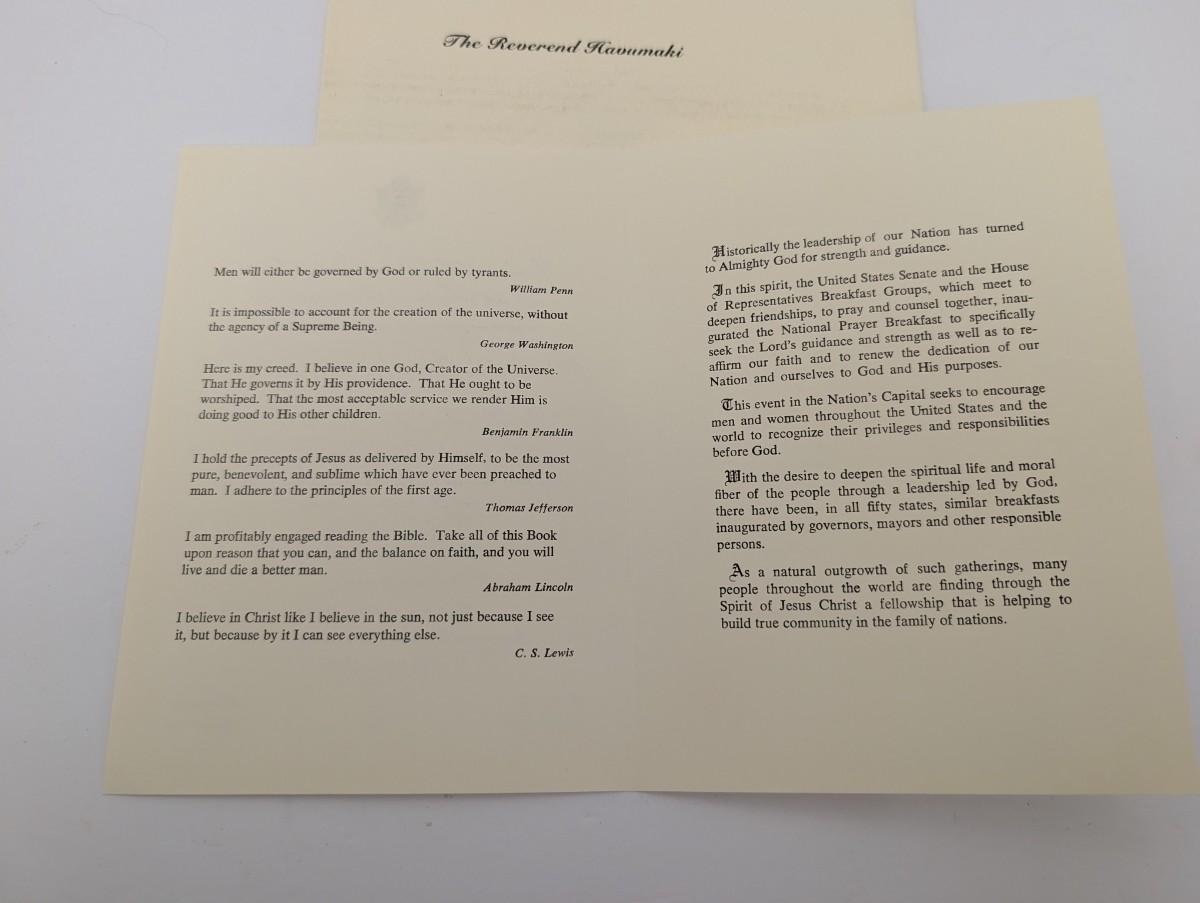 The Reverend Havumaki
Men will either be governed by God or ruled by tyrants.
William Penn
It is impossible to account for the creation of the universe, without
the agency of a Supreme Being.
George Washington
Here is my creed. I believe in one God, Creator of the Universe.
That He governs it by His providence. That He ought to be
worshiped. That the most acceptable service we render Him is
doing good to His other children.
Benjamin Franklin
I hold the precepts of Jesus as delivered by Himself, to be the most
pure, benevolent, and sublime which have ever been preached to
man. I adhere to the principles of the first age.
Thomas Jefferson
I am profitably engaged reading the Bible. Take all of this Book
upon reason that you can, and the balance on faith, and you will
live and die a better man.
Abraham Lincoln
I believe in Christ like I believe in the sun, not just because I see
it, but because by it I can see everything else.
C. S. Lewis
Historically the leadership of our Nation has turned
to Almighty God for strength and guidance.
In this spirit, the United States Senate and the House
of Representatives Breakfast Groups, which meet to
deepen friendships, to pray and counsel together, inau-
gurated the National Prayer Breakfast to specifically
seek the Lord's guidance and strength as well as to re-
affirm our faith and to renew the dedication of our
Nation and ourselves to God and His purposes.
This event in the Nation's Capital seeks to encourage
men and women throughout the United States and the
world to recognize their privileges and responsibilities
before God.
With the desire to deepen the spiritual life and moral
fiber of the people through a leadership led by God,
there have been, in all fifty states, similar breakfasts
inaugurated by governors, mayors and other responsible
persons.
As a natural outgrowth of such gatherings, many
people throughout the world are finding through the
Spirit of Jesus Christ a fellowship that is helping to
build true community in the family of nations.